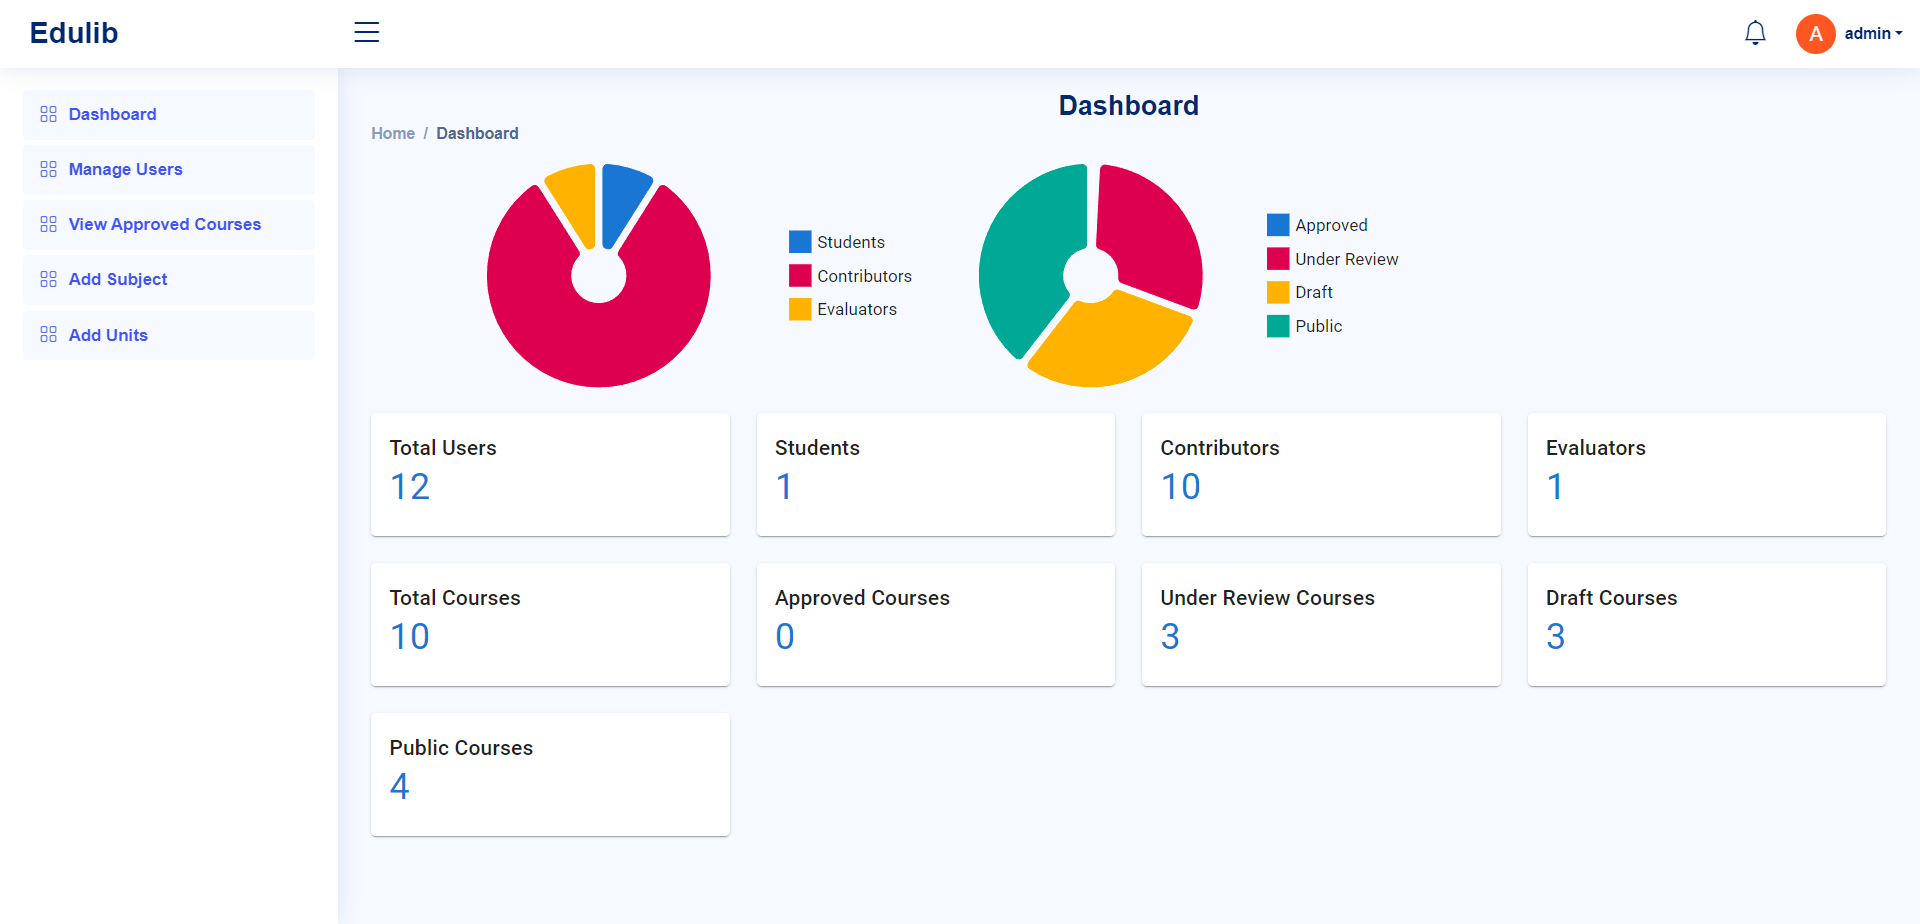 Edulib
A
admin
Dashboard
Manage Users
View Approved Courses
Add Subject
Add Units
Dashboard
Home / Dashboard
Students
Contributors
Evaluators
Approved
Under Review
Draft
Public
Total Users
12
Students
1
Contributors
10
Evaluators
1
Total Courses
10
Approved Courses
0
Under Review Courses
3
Draft Courses
3
Public Courses
4